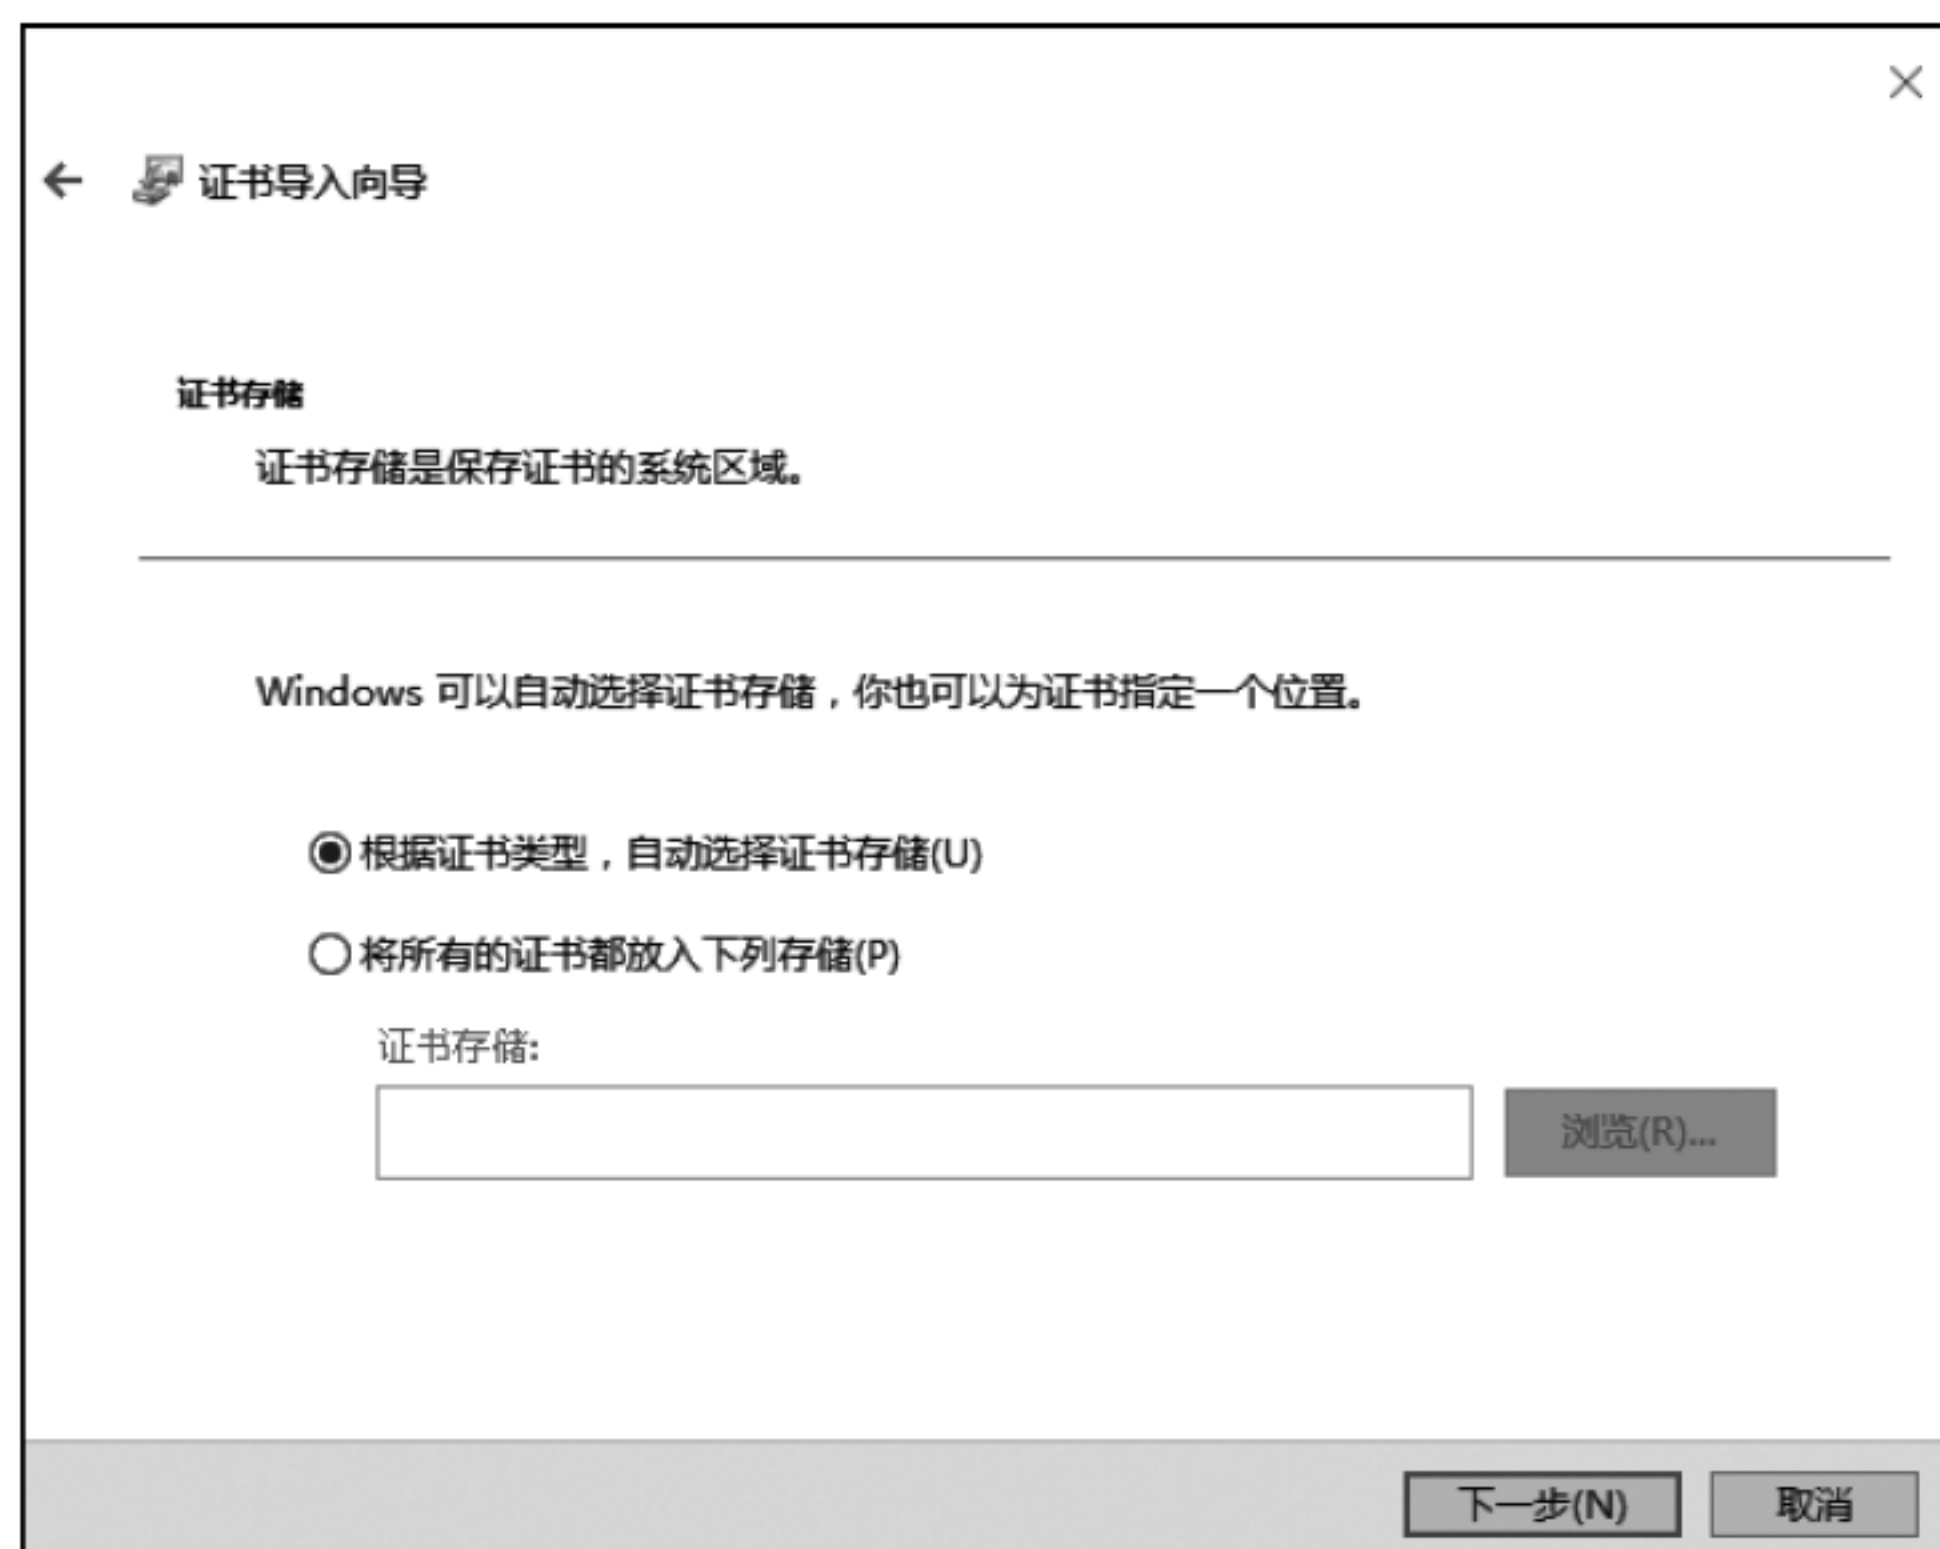 证书导入向导
证书存储
证书存储是保存证书的系统区域。
Windows 可以自动选择证书存储，你也可以为证书指定一个位置。
根据证书类型，自动选择证书存储(U)
将所有的证书都放入下列存储(P)
证书存储:
浏览(R)...
下一步(N) 取消